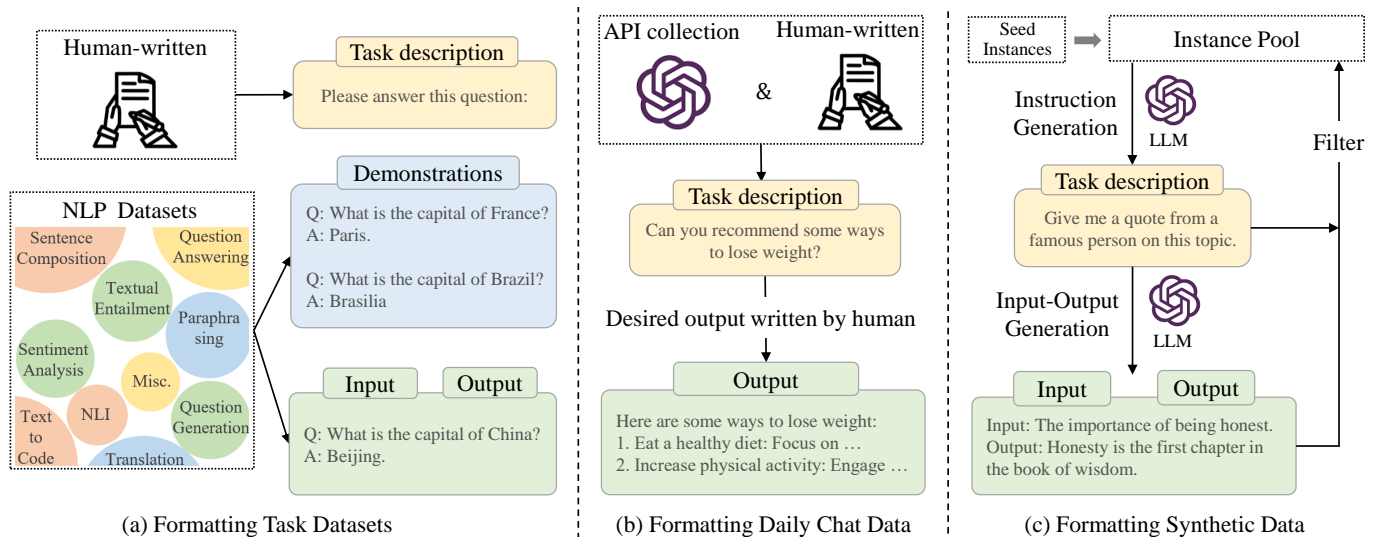 Human-written
Task description
Please answer this question:
NLP Datasets
Sentence
Composition
Question
Answering
Textual
Entailment
Paraphra
sing
Sentiment
Analysis
Misc.
NLI
Question
Generation
Text
to
Code
Translation
Demonstrations
Q: What is the capital of France?
A: Paris.
Q: What is the capital of Brazil?
A: Brasilia
Input
Output
Q: What is the capital of China?
A: Beijing.
(a) Formatting Task Datasets
API collection
&
Human-written
Task description
Can you recommend some ways
to lose weight?
Desired output written by human
Output
Here are some ways to lose weight:
1. Eat a healthy diet: Focus on …
2. Increase physical activity: Engage …
(b) Formatting Daily Chat Data
Seed
Instances
Instance Pool
Instruction
Generation
LLM
Filter
Task description
Give me a quote from a
famous person on this topic.
Input-Output
Generation
LLM
Input
Output
Input: The importance of being honest.
Output: Honesty is the first chapter in
the book of wisdom.
(c) Formatting Synthetic Data